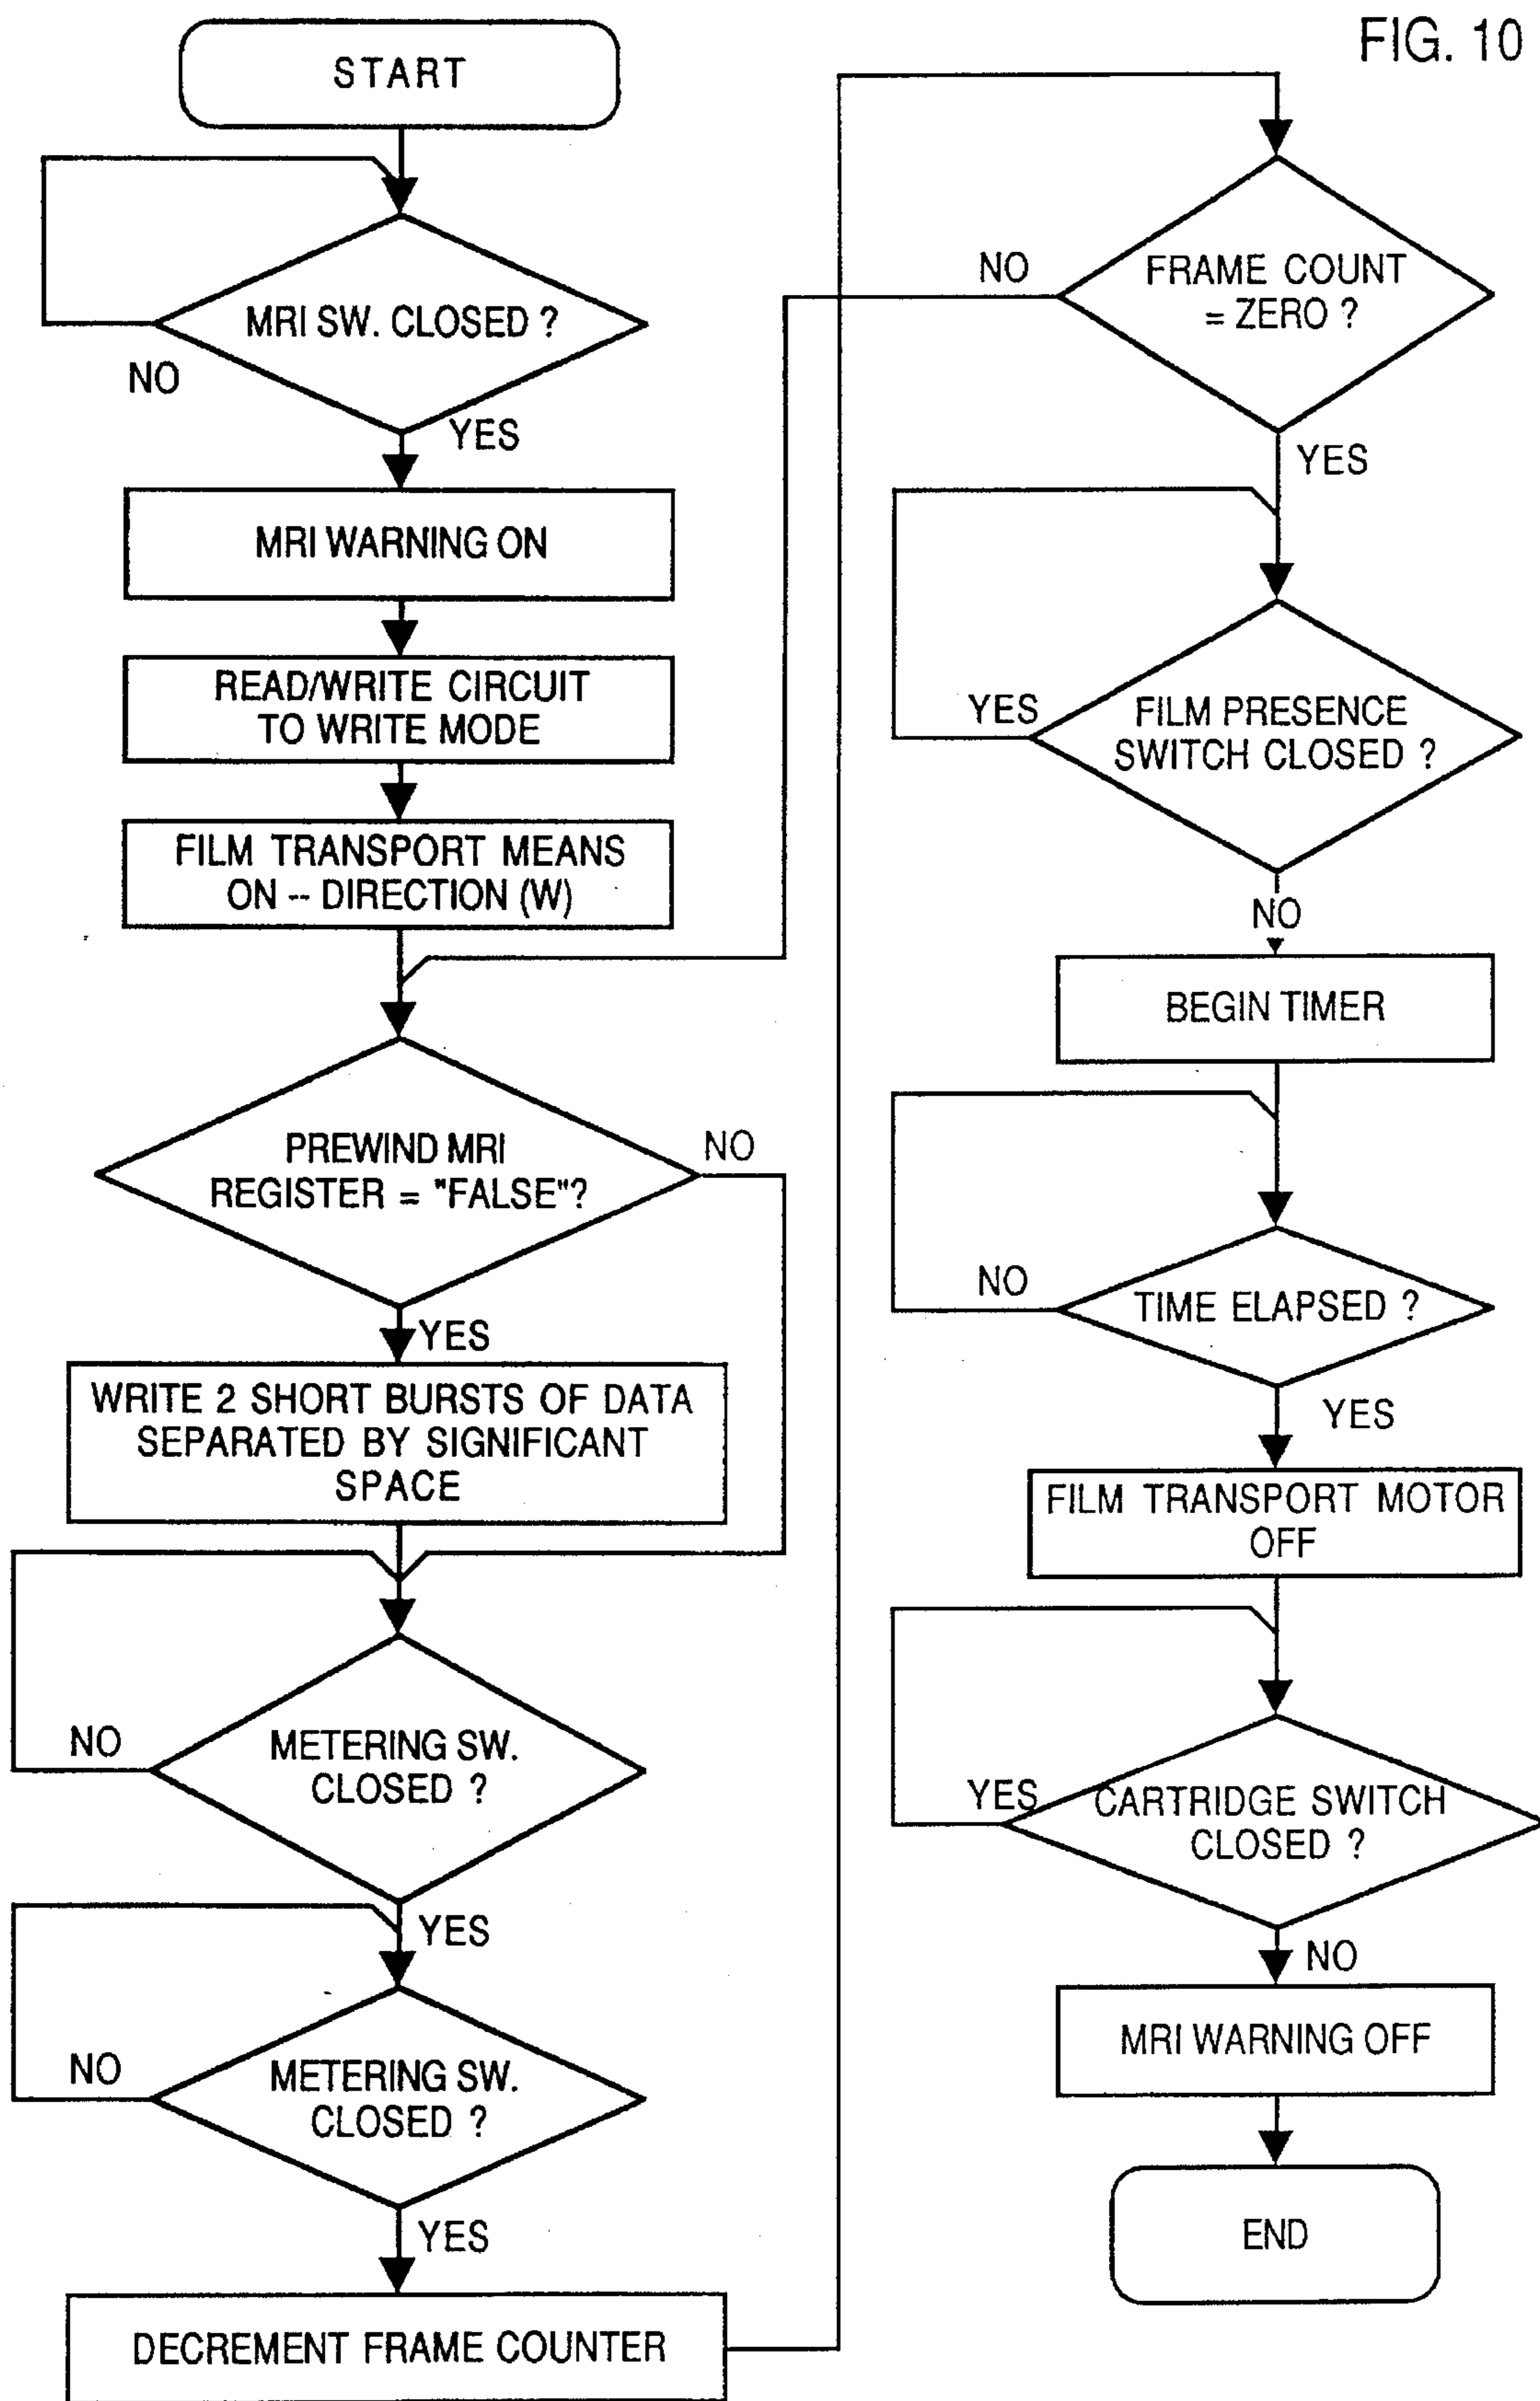 FIG. 10
START
MRI SW. CLOSED ?
NO
YES
MRI WARNING ON
READ/WRITE CIRCUIT
TO WRITE MODE
FILM TRANSPORT MEANS
ON -- DIRECTION (W)
PREWIND MRI
REGISTER = "FALSE"?
NO
YES
WRITE 2 SHORT BURSTS OF DATA
SEPARATED BY SIGNIFICANT
SPACE
METERING SW.
CLOSED ?
NO
YES
METERING SW.
CLOSED ?
NO
YES
DECREMENT FRAME COUNTER
FRAME COUNT
= ZERO ?
NO
YES
FILM PRESENCE
SWITCH CLOSED ?
YES
NO
BEGIN TIMER
TIME ELAPSED ?
NO
YES
FILM TRANSPORT MOTOR
OFF
CARTRIDGE SWITCH
CLOSED ?
YES
NO
MRI WARNING OFF
END